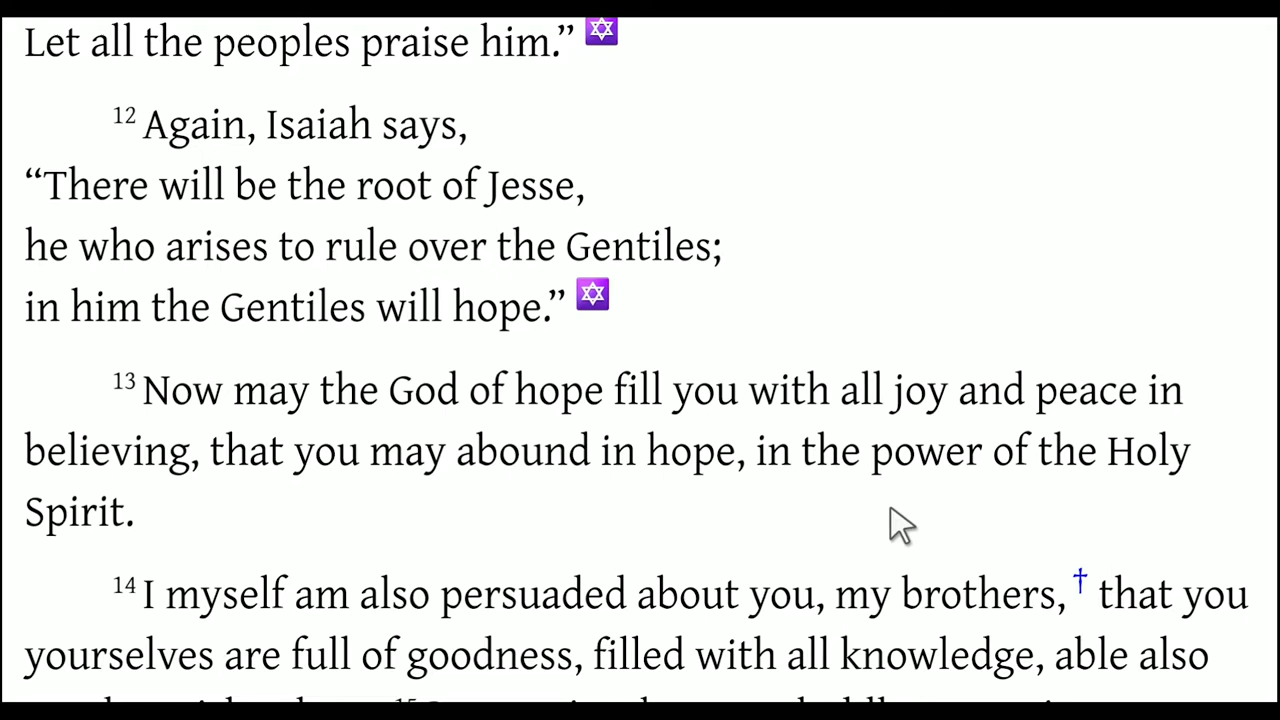 Let all the peoples praise him.” ✡
12 Again, Isaiah says,
“There will be the root of Jesse,
he who arises to rule over the Gentiles;
in him the Gentiles will hope.” ✡
13 Now may the God of hope fill you with all joy and peace in
believing, that you may abound in hope, in the power of the Holy
Spirit.
14 I myself am also persuaded about you, my brothers,† that you
yourselves are full of goodness, filled with all knowledge, able also